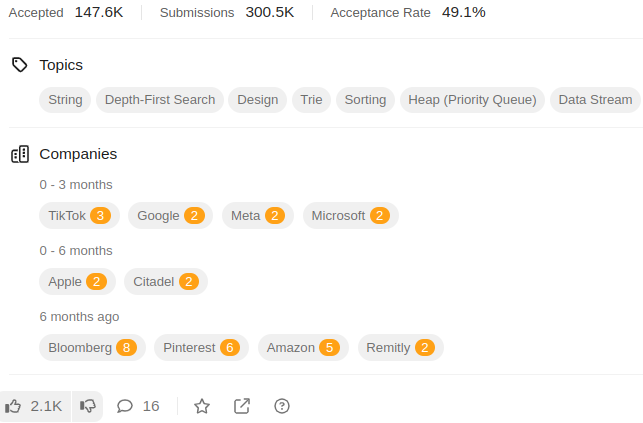 Accepted 147.6K Submissions 300.5K Acceptance Rate 49.1%
Topics
String Depth-First Search Design Trie Sorting Heap (Priority Queue) Data Stream
Companies
0 - 3 months
TikTok 3 Google 2 Meta 2 Microsoft 2
0 - 6 months
Apple 2 Citadel 2
6 months ago
Bloomberg 8 Pinterest 6 Amazon 5 Remitly 2
2.1K 16